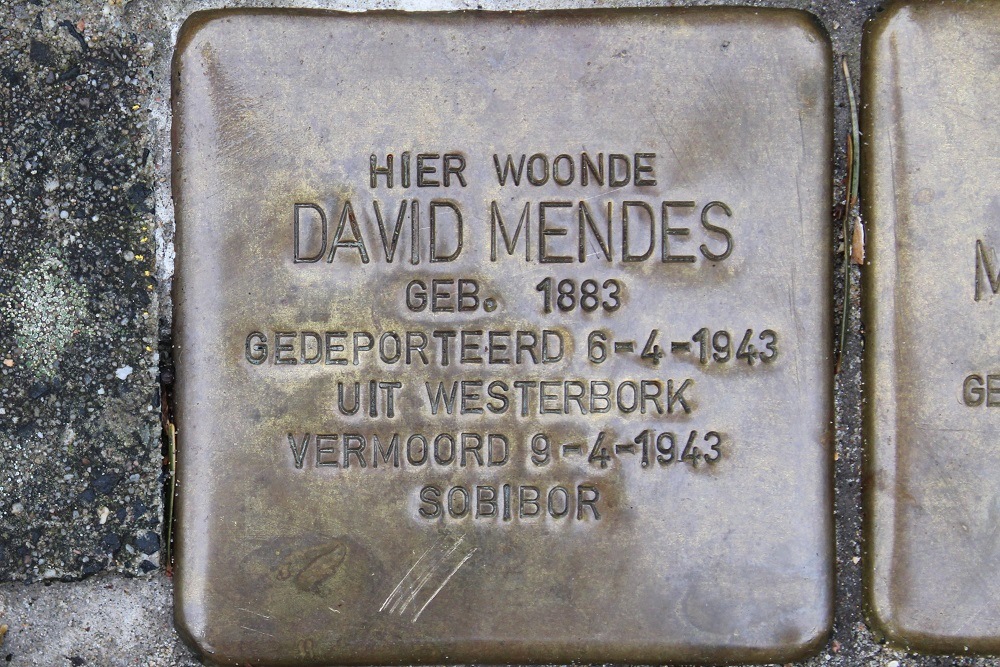 HIER WOONDE
DAVID MENDES
GEB. 1883
GEDEPORTEERD 6-4-1943
UIT WESTERBORK
VERMOORD 9-4-1943
SOBIBOR